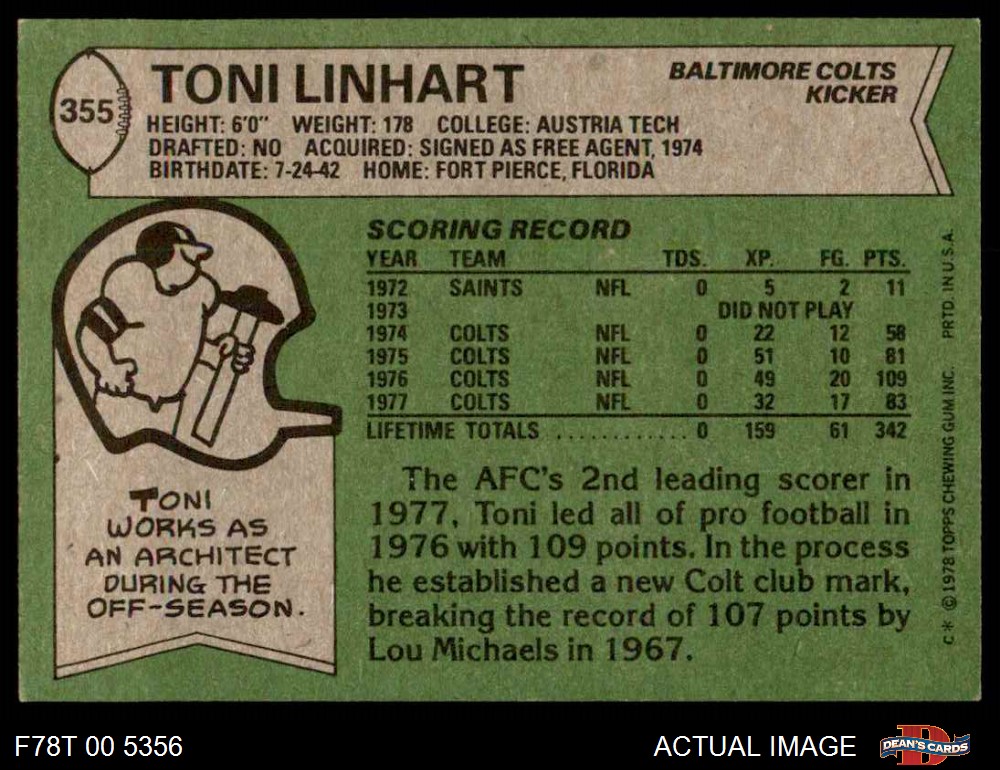 355
TONI LINHART
BALTIMORE COLTS
KICKER
HEIGHT: 6'0" WEIGHT: 178 COLLEGE: AUSTRIA TECH
DRAFTED: NO ACQUIRED: SIGNED AS FREE AGENT, 1974
BIRTHDATE: 7-24-42 HOME: FORT PIERCE, FLORIDA
SCORING RECORD
YEAR TEAM TDS. XP. FG. PTS.
1972 SAINTS NFL 0 5 2 11
1973 DID NOT PLAY
1974 COLTS NFL 0 22 12 58
1975 COLTS NFL 0 51 10 81
1976 COLTS NFL 0 49 20 109
1977 COLTS NFL 0 32 17 83
LIFETIME TOTALS ............ 0 159 61 342
TONI
WORKS AS
AN ARCHITECT
DURING THE
OFF-SEASON.
The AFC's 2nd leading scorer in
1977, Toni led all of pro football in
1976 with 109 points. In the process
he established a new Colt club mark,
breaking the record of 107 points by
Lou Michaels in 1967.
C * © 1978 TOPPS CHEWING GUM INC. PRTD. IN U.S.A.
F78T 00 5356
ACTUAL IMAGE
D
DEAN'S CARDS